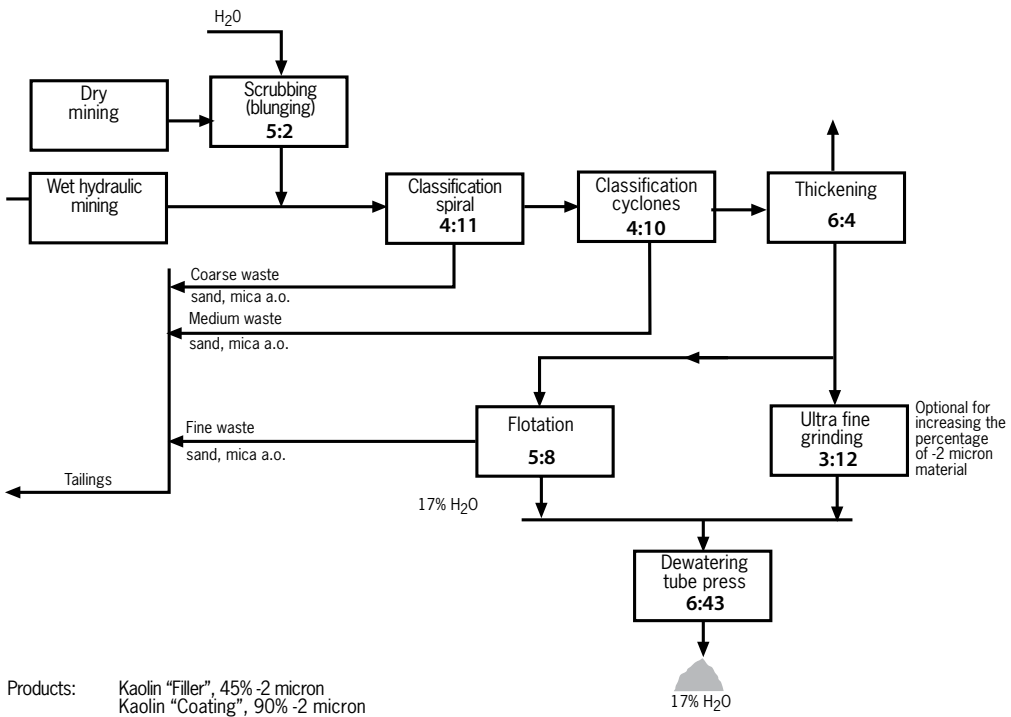 H2O
Dry
mining
Scrubbing
(blunging)
5:2
Wet hydraulic
mining
Classification
spiral
4:11
Classification
cyclones
4:10
Thickening
6:4
Coarse waste
sand, mica a.o.
Medium waste
sand, mica a.o.
Fine waste
sand, mica a.o.
Tailings
Flotation
5:8
Ultra fine
grinding
3:12
Optional for
increasing the
percentage
of -2 micron
material
17% H2O
Dewatering
tube press
6:43
17% H2O
Products: Kaolin “Filler”, 45% -2 micron
Kaolin “Coating”, 90% -2 micron